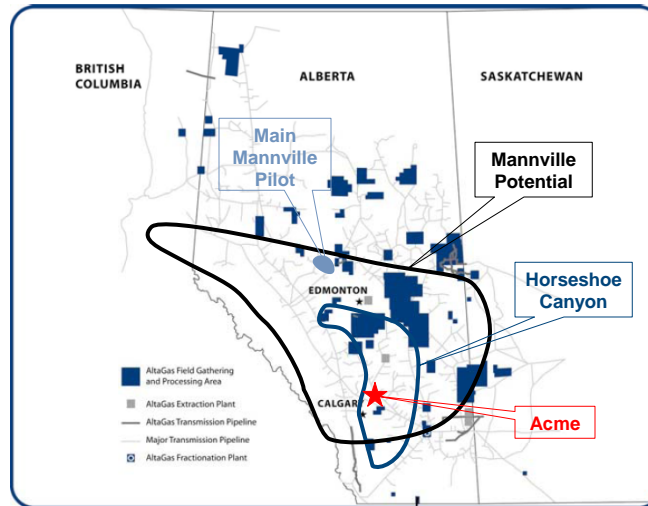 BRITISH
COLUMBIA
ALBERTA
SASKATCHEWAN
Main
Mannville
Pilot
Mannville
Potential
EDMONTON
Horseshoe
Canyon
AltaGas Field Gathering
and Processing Area
AltaGas Extraction Plant
AltaGas Transmission Pipeline
Major Transmission Pipeline
AltaGas Fractionation Plant
CALGARY
Acme